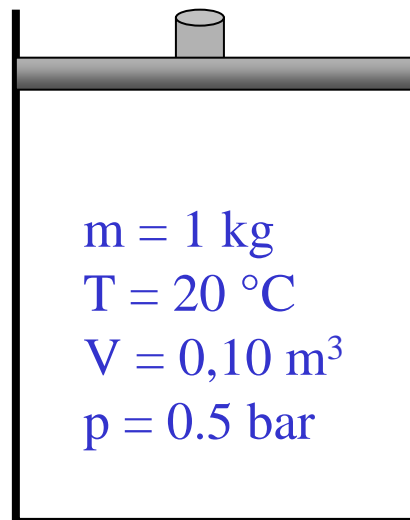 m = 1 kg
T = 20 °C
V = 0,10 m³
p = 0.5 bar